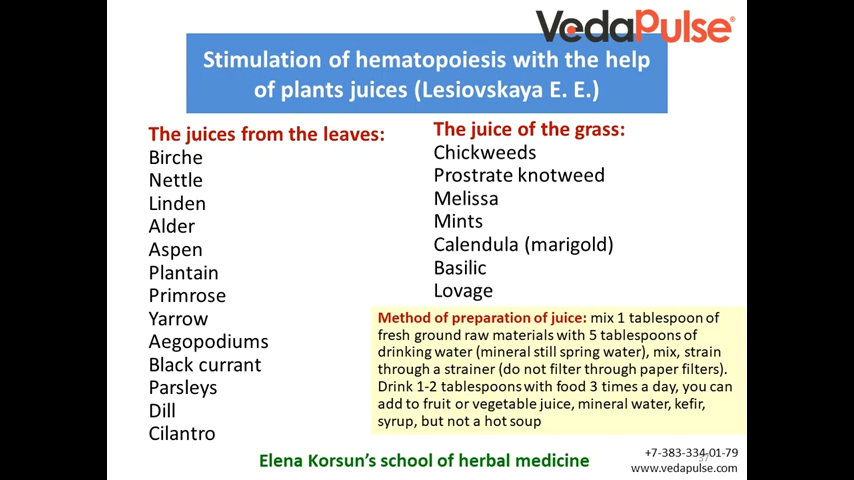 VedaPulse®
Stimulation of hematopoiesis with the help
of plants juices (Lesiovskaya E. E.)
The juices from the leaves:
Birche
Nettle
Linden
Alder
Aspen
Plantain
Primrose
Yarrow
Aegopodiums
Black currant
Parsleys
Dill
Cilantro
The juice of the grass:
Chickweeds
Prostrate knotweed
Melissa
Mints
Calendula (marigold)
Basilic
Lovage
Method of preparation of juice: mix 1 tablespoon of
fresh ground raw materials with 5 tablespoons of
drinking water (mineral still spring water), mix, strain
through a strainer (do not filter through paper filters).
Drink 1-2 tablespoons with food 3 times a day, you can
add to fruit or vegetable juice, mineral water, kefir,
syrup, but not a hot soup
Elena Korsun's school of herbal medicine
+7-383-334-01-79
www.vedapulse.com